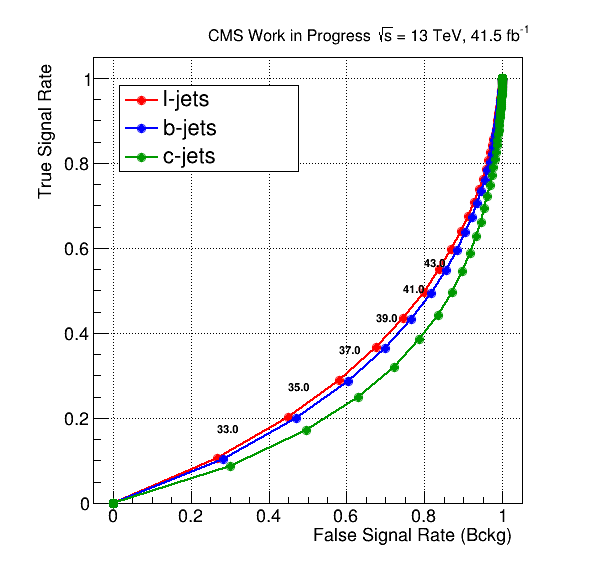 CMS Work in Progress √s = 13 TeV, 41.5 fb⁻¹
True Signal Rate
1
0.8
0.6
0.4
0.2
0
l-jets
b-jets
c-jets
43.0
41.0
39.0
37.0
35.0
33.0
0 0.2 0.4 0.6 0.8 1
False Signal Rate (Bckg)